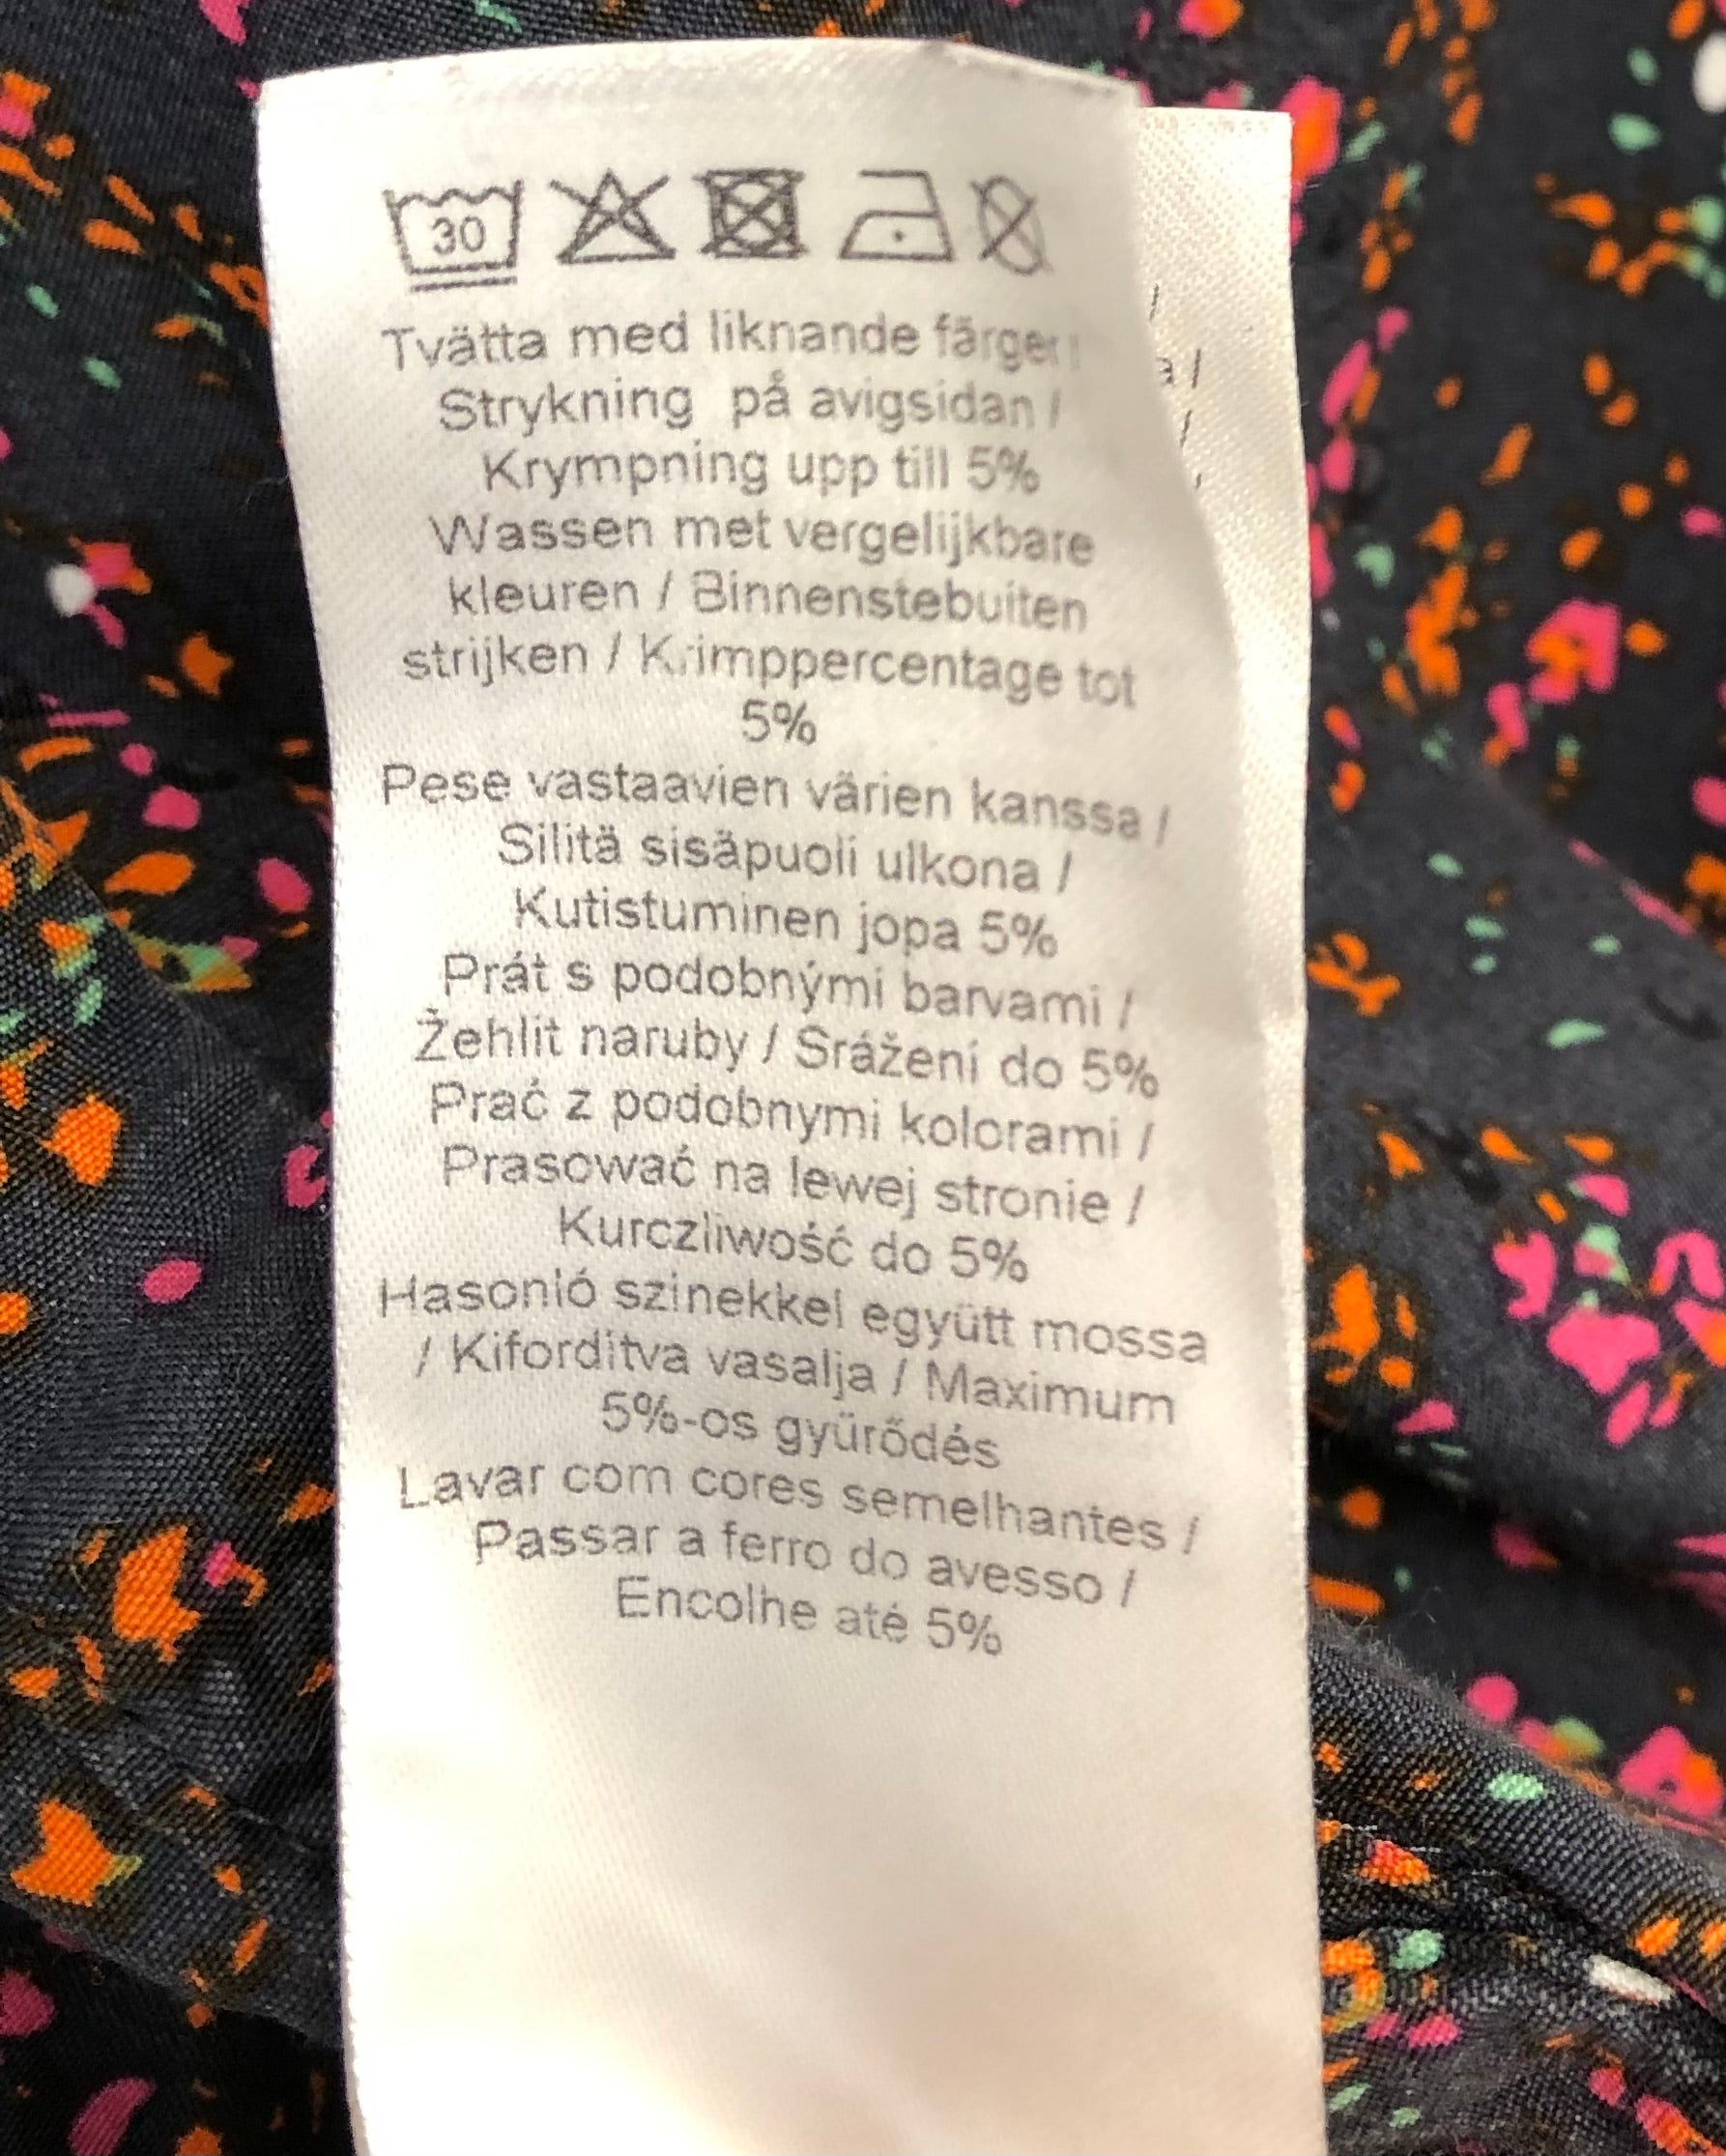 30
Tvätta med liknande färger /
Strykning på avigsidan /
Krympning upp till 5%
Wassen met vergelijkbare
kleuren / Binnenstebuiten
strijken / Krimppercentage tot
5%
Pese vastaavien värien kanssa /
Silitä sisäpuoli ulkona /
Kutistuminen jopa 5%
Prát s podobnými barvami /
Žehlit naruby / Srážení do 5%
Prać z podobnymi kolorami /
Prasować na lewej stronie /
Kurczliwość do 5%
Hasonló szinekkel együtt mossa
/ Kiforditva vasalja / Maximum
5%-os gyürődés
Lavar com cores semelhantes /
Passar a ferro do avesso /
Encolhe até 5%